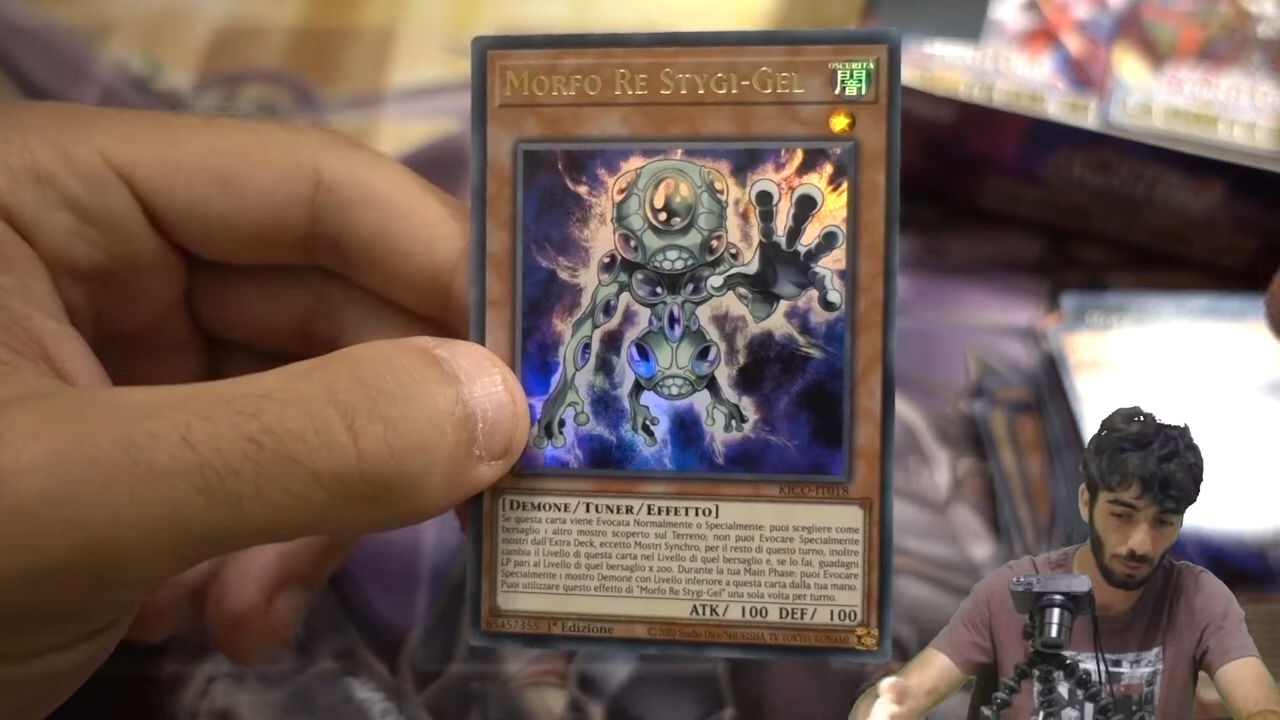 MORFO RE STYGI-GEL
OSCURITÀ
闇
KICO-IT018
[DEMONE/TUNER/EFFETTO]
Se questa carta viene Evocata Normalmente o Specialmente: puoi scegliere come
bersaglio 1 altro mostro scoperto sul Terreno; non puoi Evocare Specialmente
mostri dall'Extra Deck, eccetto Mostri Synchro, per il resto di questo turno, inoltre
cambia il Livello di questa carta nel Livello di quel bersaglio e, se lo fai, guadagni
LP pari al Livello di quel bersaglio x 200. Durante la tua Main Phase: puoi Evocare
Specialmente 1 mostro Demone con Livello inferiore a questa carta dalla tua mano.
Puoi utilizzare questo effetto di "Morfo Re Stygi-Gel" una sola volta per turno.
ATK/ 100 DEF/ 100
85457355 1ª Edizione ©2020 Studio Dice/SHUEISHA, TV TOKYO, KONAMI